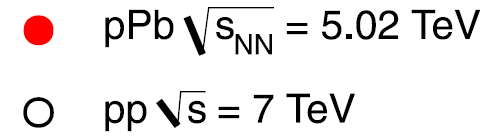 pPb √sNN = 5.02 TeV
pp √s = 7 TeV